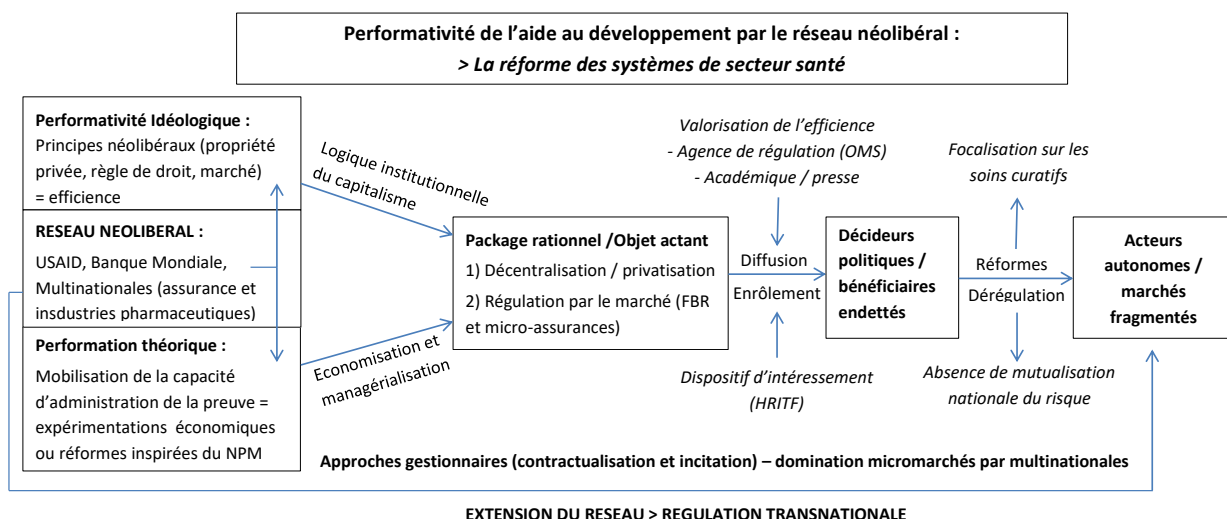 Performativité de l'aide au développement par le réseau néolibéral :
> La réforme des systèmes de secteur santé
Performativité Idéologique :
Principes néolibéraux (propriété
privée, règle de droit, marché)
= efficience
RESEAU NEOLIBERAL :
USAID, Banque Mondiale,
Multinationales (assurance et
insdustries pharmaceutiques)
Performation théorique :
Mobilisation de la capacité
d'administration de la preuve =
expérimentations économiques
ou réformes inspirées du NPM
Logique institutionnelle
du capitalisme
Economisation et
managérialisation
Package rationnel /Objet actant
1) Décentralisation / privatisation
2) Régulation par le marché (FBR
et micro-assurances)
Valorisation de l'efficience
- Agence de régulation (OMS)
- Académique / presse
Diffusion
Enrôlement
Dispositif d'intéressement
(HRITF)
Décideurs
politiques /
bénéficiaires
endettés
Focalisation sur les
soins curatifs
Réformes
Dérégulation
Absence de mutualisation
nationale du risque
Acteurs
autonomes /
marchés
fragmentés
Approches gestionnaires (contractualisation et incitation) – domination micromarchés par multinationales
EXTENSION DU RESEAU > REGULATION TRANSNATIONALE